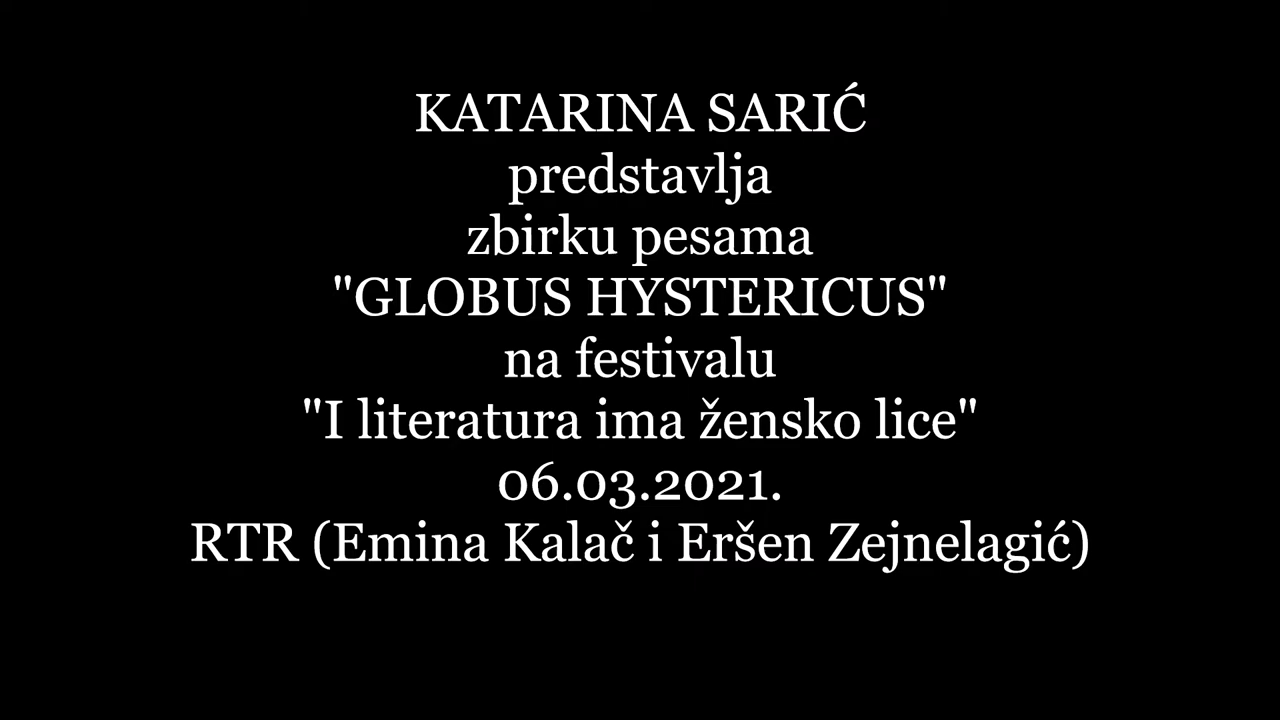 KATARINA SARIĆ
predstavlja
zbirku pesama
"GLOBUS HYSTERICUS"
na festivalu
"I literatura ima žensko lice"
06.03.2021.
RTR (Emina Kalač i Eršen Zejnelagić)